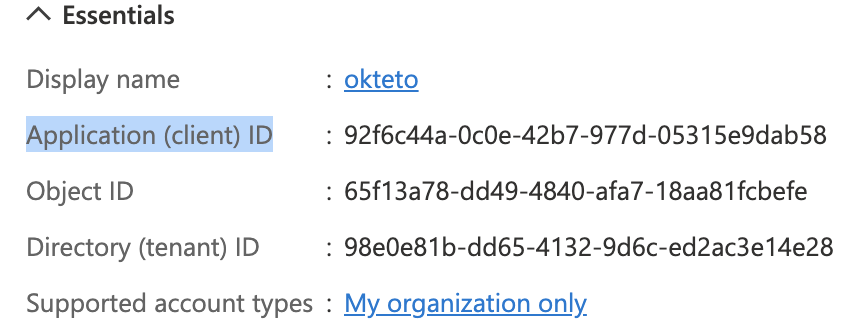 Essentials
Display name : okteto
Application (client) ID : 92f6c44a-0c0e-42b7-977d-05315e9dab58
Object ID : 65f13a78-dd49-4840-afa7-18aa81fcbefe
Directory (tenant) ID : 98e0e81b-dd65-4132-9d6c-ed2ac3e14e28
Supported account types : My organization only